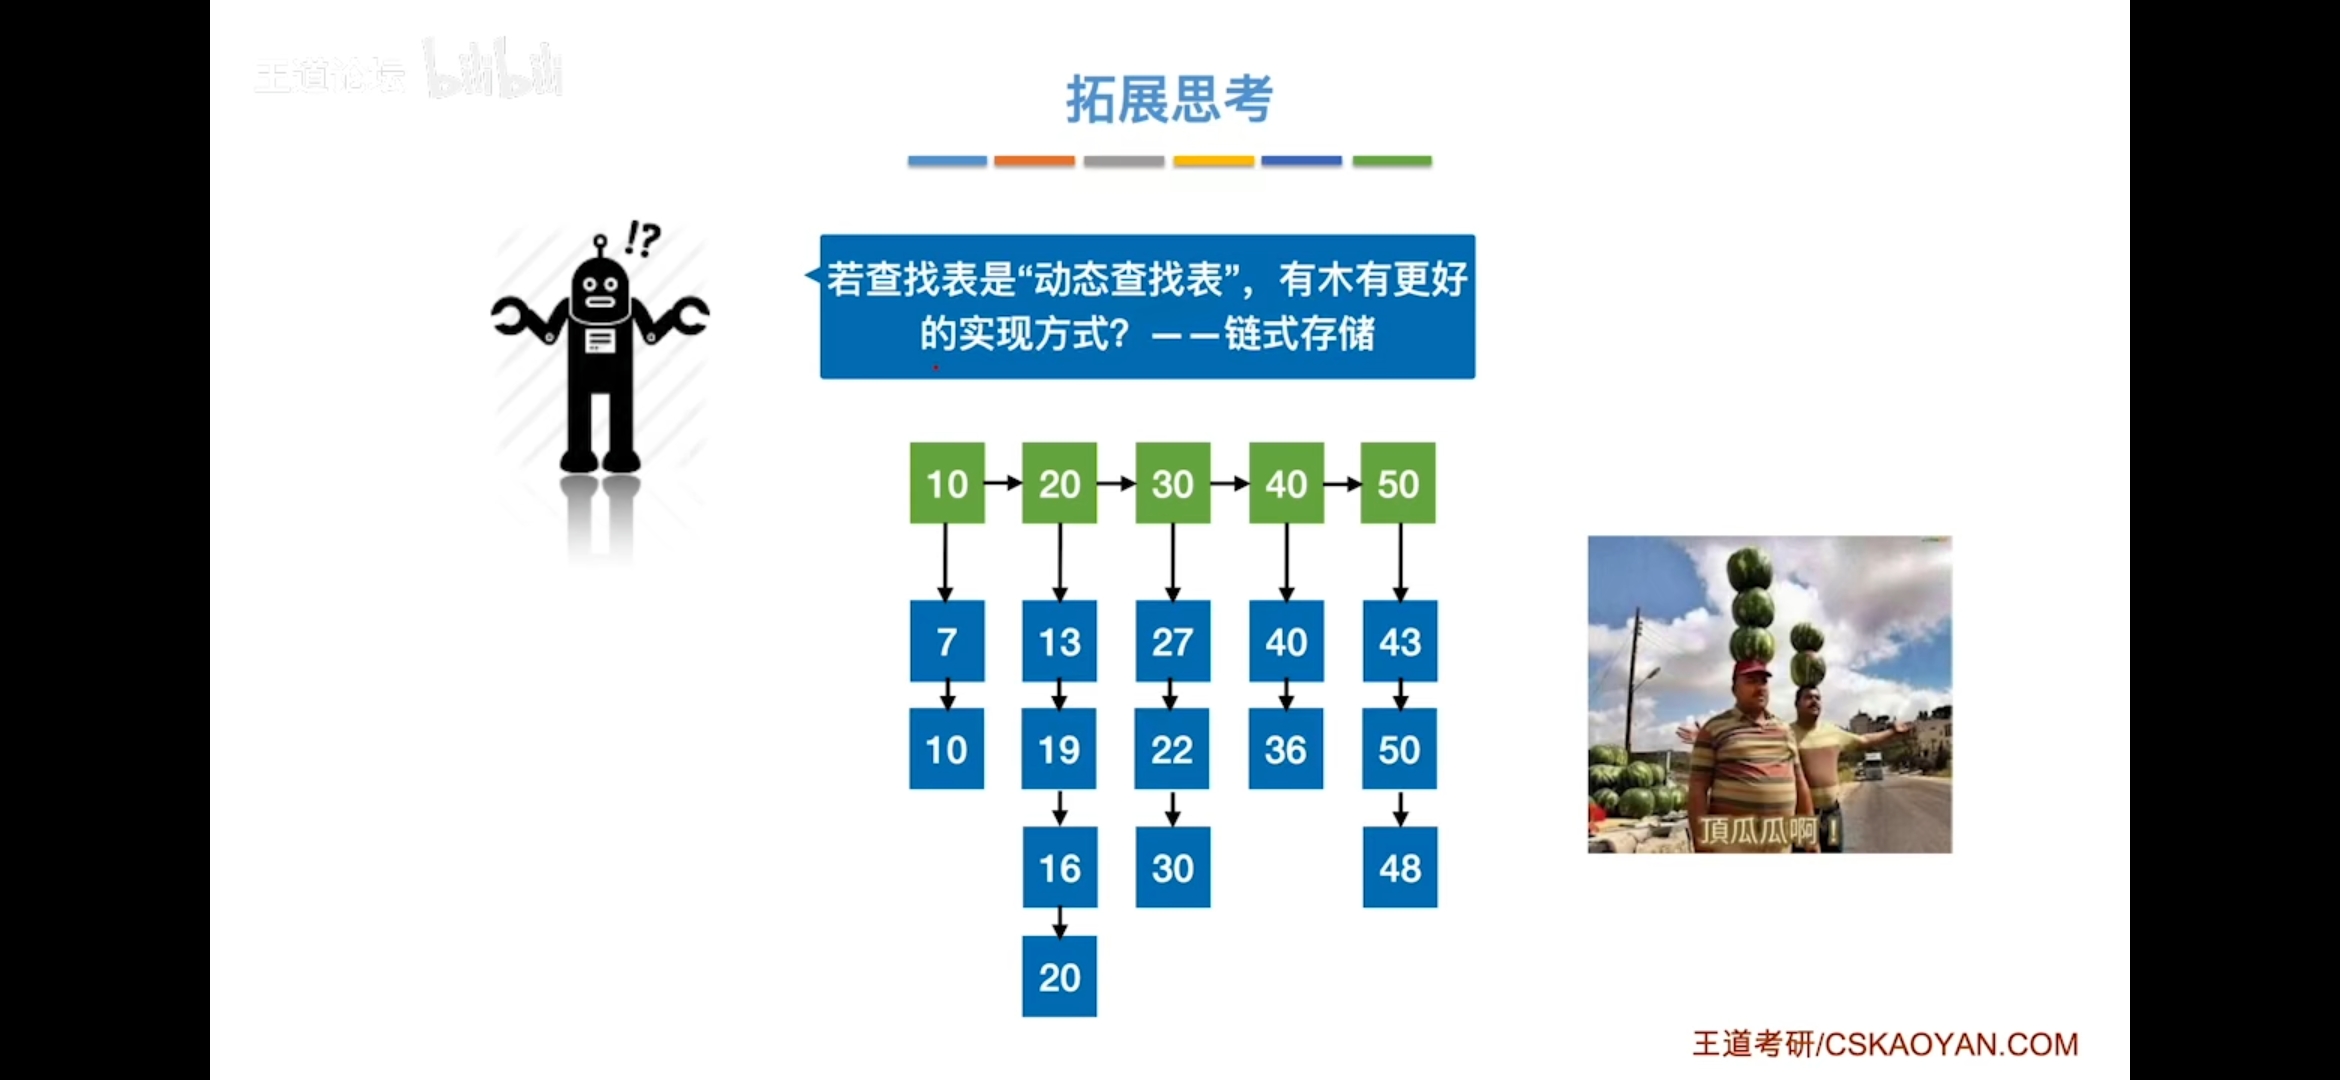 王道论坛 bilibili
拓展思考
!?
若查找表是“动态查找表”，有木有更好
的实现方式？——链式存储
10 20 30 40 50
7 13 27 40 43
10 19 22 36 50
16 30 48
20
頂瓜瓜啊！
王道考研/CSKAOYAN.COM